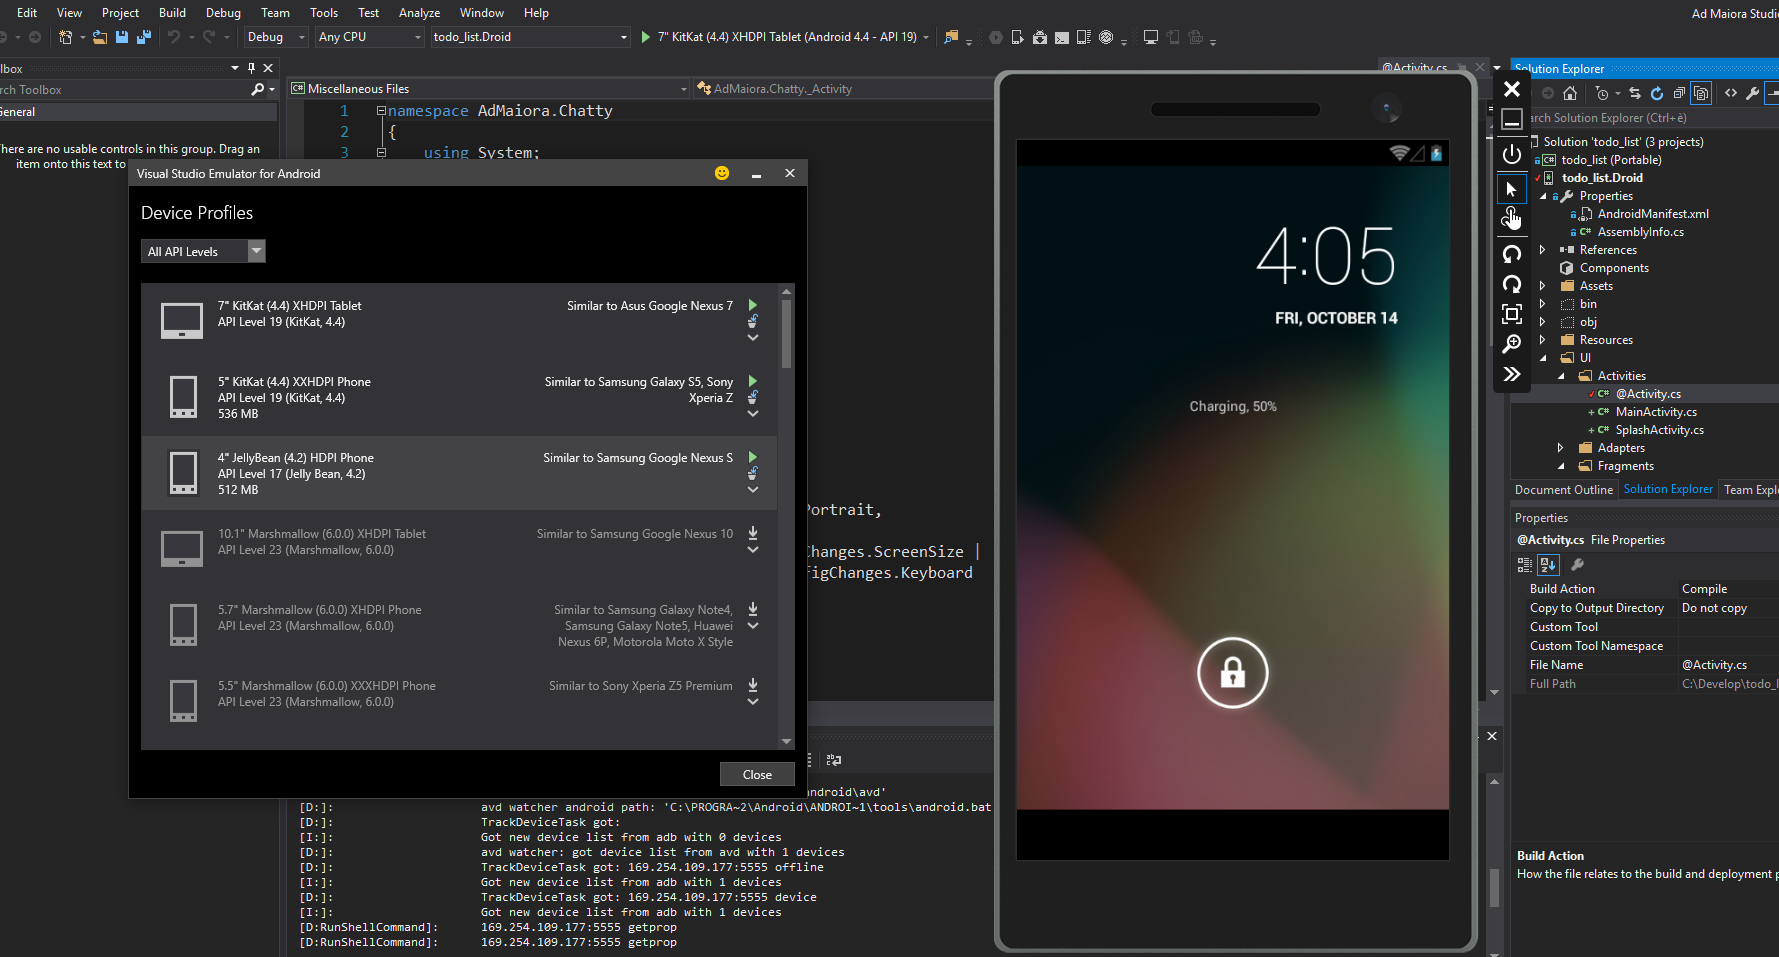 Edit View Project Build Debug Team Tools Test Analyze Window Help
Ad Maiora Studio
Debug Any CPU todo_list.Droid 7" KitKat (4.4) XHDPI Tablet (Android 4.4 - API 19)
lbox
rch Toolbox
General
here are no usable controls in this group. Drag an
item onto this text to
@Activity.cs
Miscellaneous Files AdMaiora.Chatty._Activity
1 namespace AdMaiora.Chatty
2 {
3 using System;
Portrait,
Changes.ScreenSize |
figChanges.Keyboard
Visual Studio Emulator for Android
Device Profiles
All API Levels
7" KitKat (4.4) XHDPI Tablet Similar to Asus Google Nexus 7
API Level 19 (KitKat, 4.4)
5" KitKat (4.4) XXHDPI Phone Similar to Samsung Galaxy S5, Sony
API Level 19 (KitKat, 4.4) Xperia Z
536 MB
4" JellyBean (4.2) HDPI Phone Similar to Samsung Google Nexus S
API Level 17 (Jelly Bean, 4.2)
512 MB
10.1" Marshmallow (6.0.0) XHDPI Tablet Similar to Samsung Google Nexus 10
API Level 23 (Marshmallow, 6.0.0)
5.7" Marshmallow (6.0.0) XHDPI Phone Similar to Samsung Galaxy Note4,
API Level 23 (Marshmallow, 6.0.0) Samsung Galaxy Note5, Huawei
Nexus 6P, Motorola Moto X Style
5.5" Marshmallow (6.0.0) XXXHDPI Phone Similar to Sony Xperia Z5 Premium
API Level 23 (Marshmallow, 6.0.0)
Close
ndroid\avd'
[D:]: avd watcher android path: 'C:\PROGRA~2\Android\ANDROI~1\tools\android.bat
[D:]: TrackDeviceTask got:
[I:]: Got new device list from adb with 0 devices
[D:]: avd watcher: got device list from avd with 1 devices
[D:]: TrackDeviceTask got: 169.254.109.177:5555 offline
[I:]: Got new device list from adb with 1 devices
[D:]: TrackDeviceTask got: 169.254.109.177:5555 device
[I:]: Got new device list from adb with 1 devices
[D:RunShellCommand]: 169.254.109.177:5555 getprop
[D:RunShellCommand]: 169.254.109.177:5555 getprop
4:05
FRI, OCTOBER 14
Charging, 50%
Solution Explorer
arch Solution Explorer (Ctrl+è)
Solution 'todo_list' (3 projects)
todo_list (Portable)
todo_list.Droid
Properties
AndroidManifest.xml
C# AssemblyInfo.cs
References
Components
Assets
bin
obj
Resources
UI
Activities
C# @Activity.cs
C# MainActivity.cs
C# SplashActivity.cs
Adapters
Fragments
Document Outline Solution Explorer Team Explo
Properties
@Activity.cs File Properties
Build Action Compile
Copy to Output Directory Do not copy
Custom Tool
Custom Tool Namespace
File Name @Activity.cs
Full Path C:\Develop\todo_l
Build Action
How the file relates to the build and deployment p